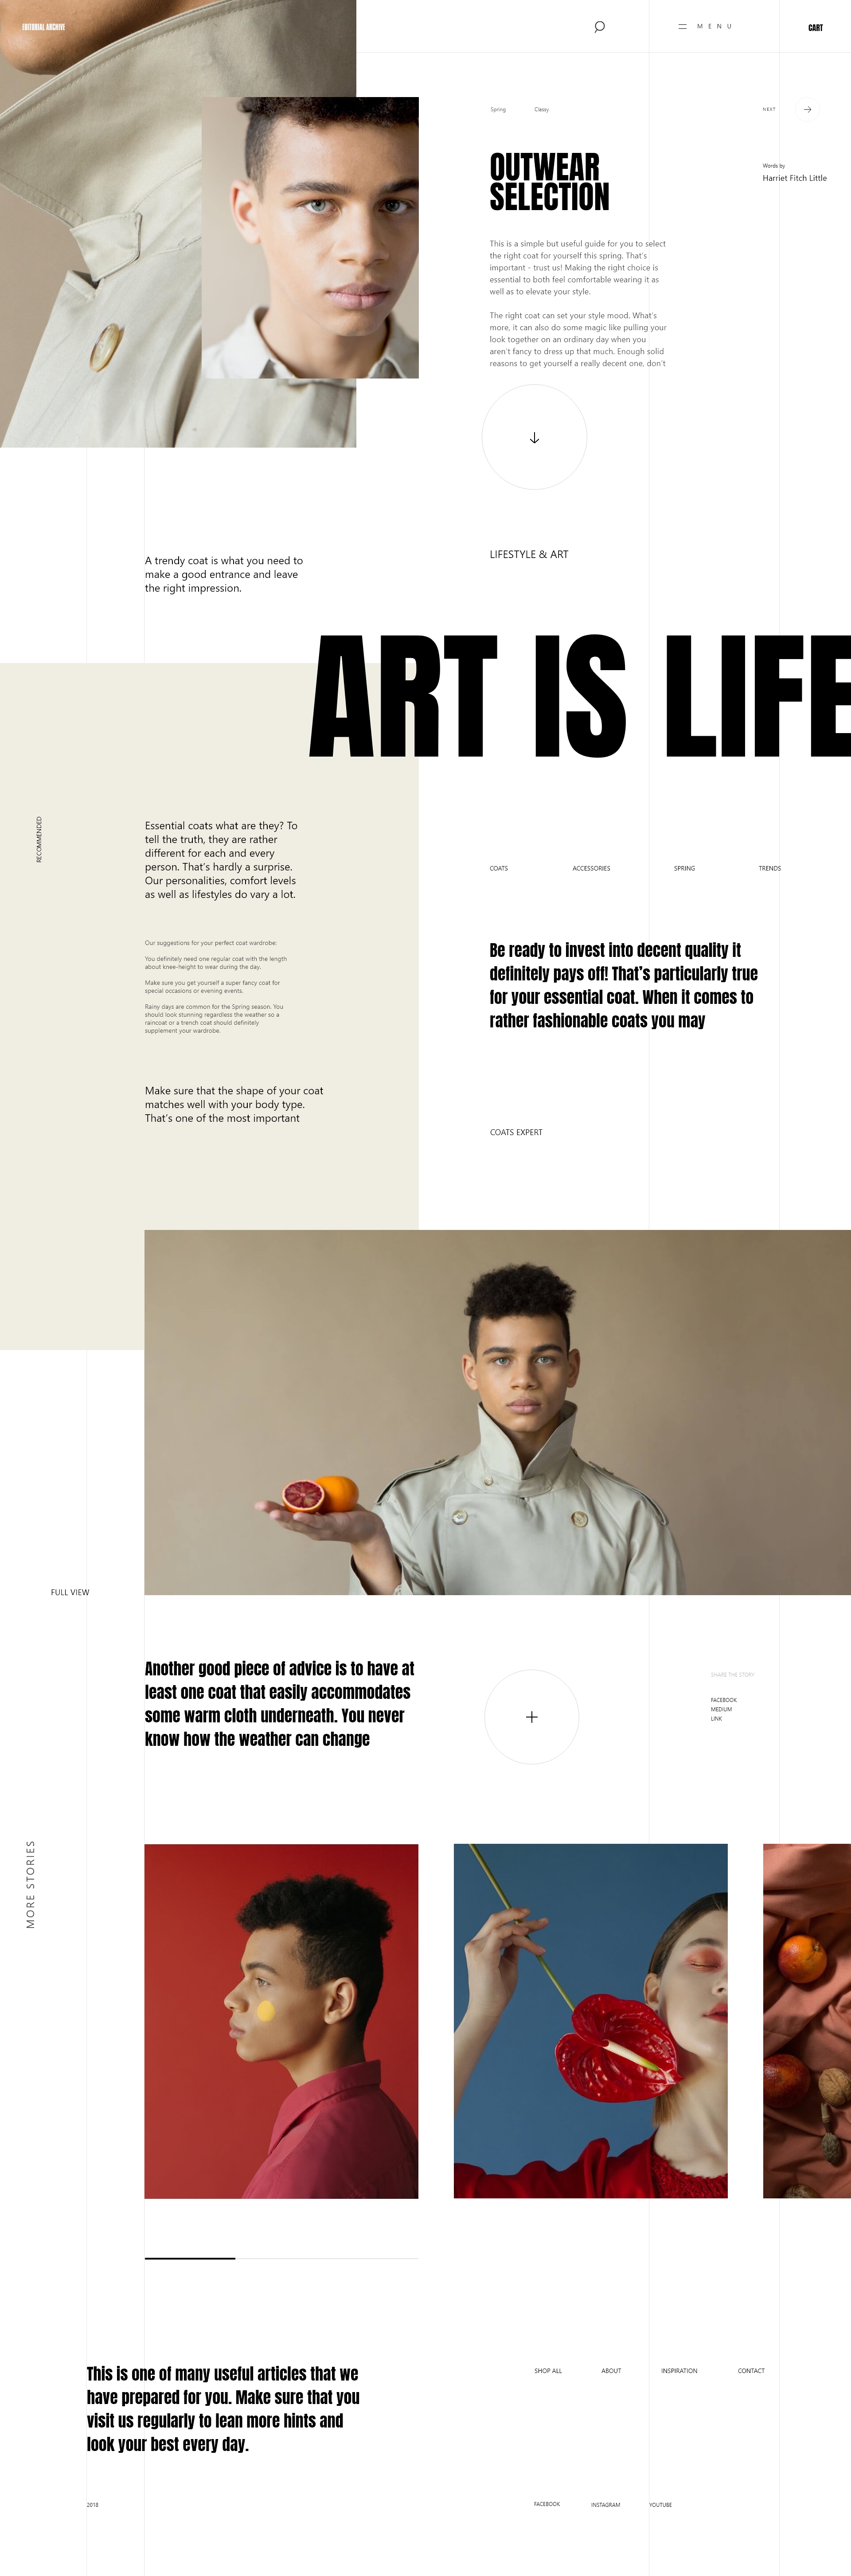 EDITORIAL ARCHIVE
MENU
CART
Spring
Classy
NEXT
OUTWEAR
SELECTION
Words by
Harriet Fitch Little
This is a simple but useful guide for you to select
the right coat for yourself this spring. That's
important - trust us! Making the right choice is
essential to both feel comfortable wearing it as
well as to elevate your style.
The right coat can set your style mood. What's
more, it can also do some magic like pulling your
look together on an ordinary day when you
aren't fancy to dress up that much. Enough solid
reasons to get yourself a really decent one, don't
A trendy coat is what you need to
make a good entrance and leave
the right impression.
LIFESTYLE & ART
ART IS LIFE
RECOMMENDED
Essential coats what are they? To
tell the truth, they are rather
different for each and every
person. That's hardly a surprise.
Our personalities, comfort levels
as well as lifestyles do vary a lot.
Our suggestions for your perfect coat wardrobe:
You definitely need one regular coat with the length
about knee-height to wear during the day.
Make sure you get yourself a super fancy coat for
special occasions or evening events.
Rainy days are common for the Spring season. You
should look stunning regardless the weather so a
raincoat or a trench coat should definitely
supplement your wardrobe.
Make sure that the shape of your coat
matches well with your body type.
That's one of the most important
COATS
ACCESSORIES
SPRING
TRENDS
Be ready to invest into decent quality it
definitely pays off! That's particularly true
for your essential coat. When it comes to
rather fashionable coats you may
COATS EXPERT
FULL VIEW
Another good piece of advice is to have at
least one coat that easily accommodates
some warm cloth underneath. You never
know how the weather can change
SHARE THE STORY
FACEBOOK
MEDIUM
LINK
MORE STORIES
This is one of many useful articles that we
have prepared for you. Make sure that you
visit us regularly to lean more hints and
look your best every day.
SHOP ALL
ABOUT
INSPIRATION
CONTACT
2018
FACEBOOK
INSTAGRAM
YOUTUBE